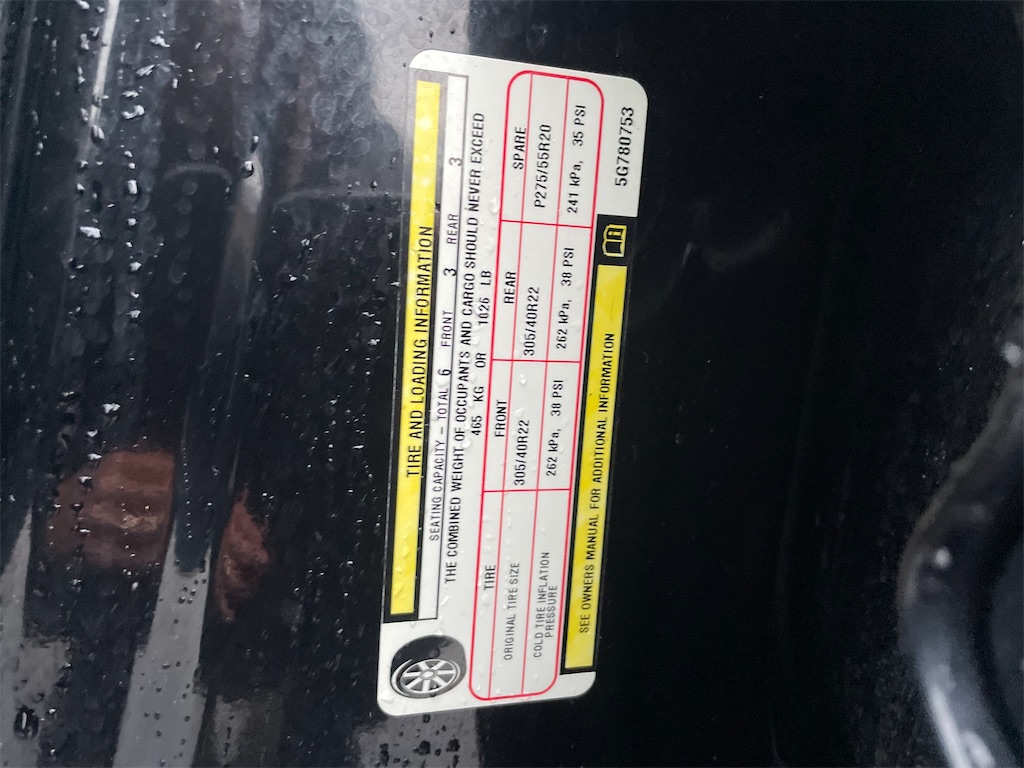 TIRE AND LOADING INFORMATION
SEATING CAPACITY – TOTAL 6 FRONT 3 REAR 3
THE COMBINED WEIGHT OF OCCUPANTS AND CARGO SHOULD NEVER EXCEED
465 KG OR 1026 LB
TIRE FRONT REAR SPARE
ORIGINAL TIRE SIZE 305/40R22 305/40R22 P275/55R20
COLD TIRE INFLATION PRESSURE 262 kPa, 38 PSI 262 kPa, 38 PSI 241 kPa, 35 PSI
SEE OWNERS MANUAL FOR ADDITIONAL INFORMATION
5G780753